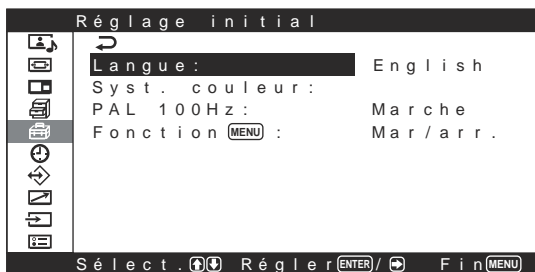 Réglage initial
Langue: English
Syst. couleur:
PAL 100Hz: Marche
Fonction MENU : Mar/arr.
Sélect. Régler ENTER / Fin MENU